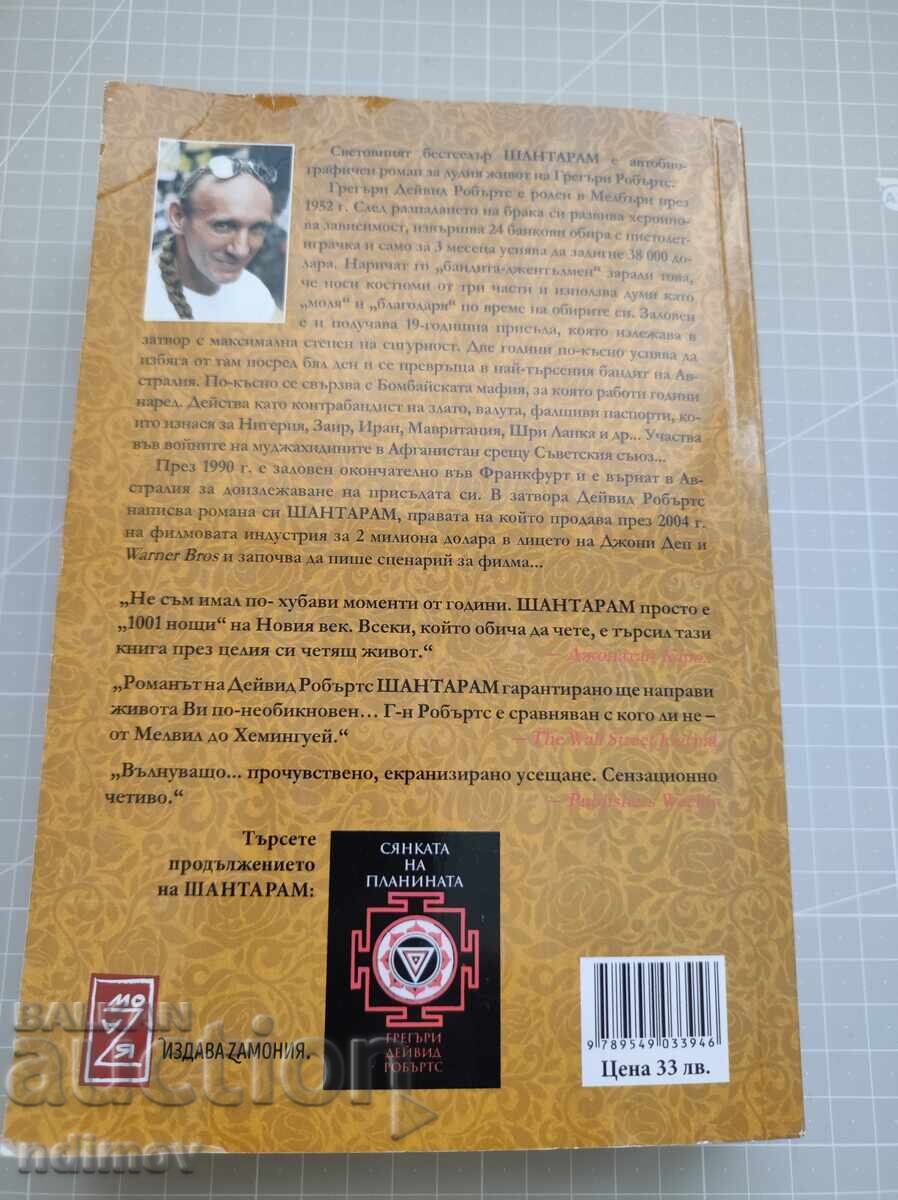 Световният бестселър ШАНТАРАМ е автобио-
графичен роман за лудия живот на Грегъри Робъртс.
Грегъри Дейвид Робъртс е роден в Мелбърн през
1952 г. След разпадането на брака си развива херoино-
ва зависимост, извършва 24 банкови обира с пистолет-
играчка и само за 3 месеца успява да задигне 38 000 до-
лара. Наричат го „бандита-джентълмен“ заради това,
че носи костюми от три части и използва думи като
„моля“ и „благодаря“ по време на обирите си. Заловен
е и получава 19-годишна присъда, която излежава в
затвор с максимална степен на сигурност. Две години по-късно успява да
избяга от там посред бял ден и се превръща в най-търсения бандит на Ав-
стралия. По-късно се свързва с Бомбайската мафия, за която работи години
наред. Действа като контрабандист на злато, валута, фалшиви паспорти, ко-
ито изнася за Нигерия, Заир, Иран, Мавритания, Шри Ланка и др... Участва
във войните на муджахидините в Афганистан срещу Съветския съюз...
През 1990 г. е заловен окончателно във Франкфурт и е върнат в Ав-
стралия за доизлежаване на присъдата си. В затвора Дейвид Робъртс
написва романа си ШАНТАРАМ, правата на който продава през 2004 г.
на филмовата индустрия за 2 милиона долара в лицето на Джони Деп и
Warner Bros и започва да пише сценарий за филма...
„Не съм имал по- хубави моменти от години. ШАНТАРАМ просто е
„1001 нощи“ на Новия век. Всеки, който обича да чете, е търсил тази
книга през целия си четящ живот.“ — Джонатан Карол
„Романът на Дейвид Робъртс ШАНТАРАМ гарантирано ще направи
живота Ви по-необикновен... Г-н Робъртс е сравняван с кого ли не –
от Мелвил до Хемингуей.“ — The Wall Street Journal
„Вълнуващо... прочувствено, екранизирано усещане. Сензационно
четиво.“ — Publishers Weekly
Търсете
продължението
на ШАНТАРАМ:
СЯНКАТА
НА
ПЛАНИНАТА
ГРЕГЪРИ
ДЕЙВИД
РОБЪРТС
МО
Z
А Я
ИЗДАВА ZАМОНИЯ.
9 789549 033946
Цена 33 лв.
BALKAN
auction
ndimov